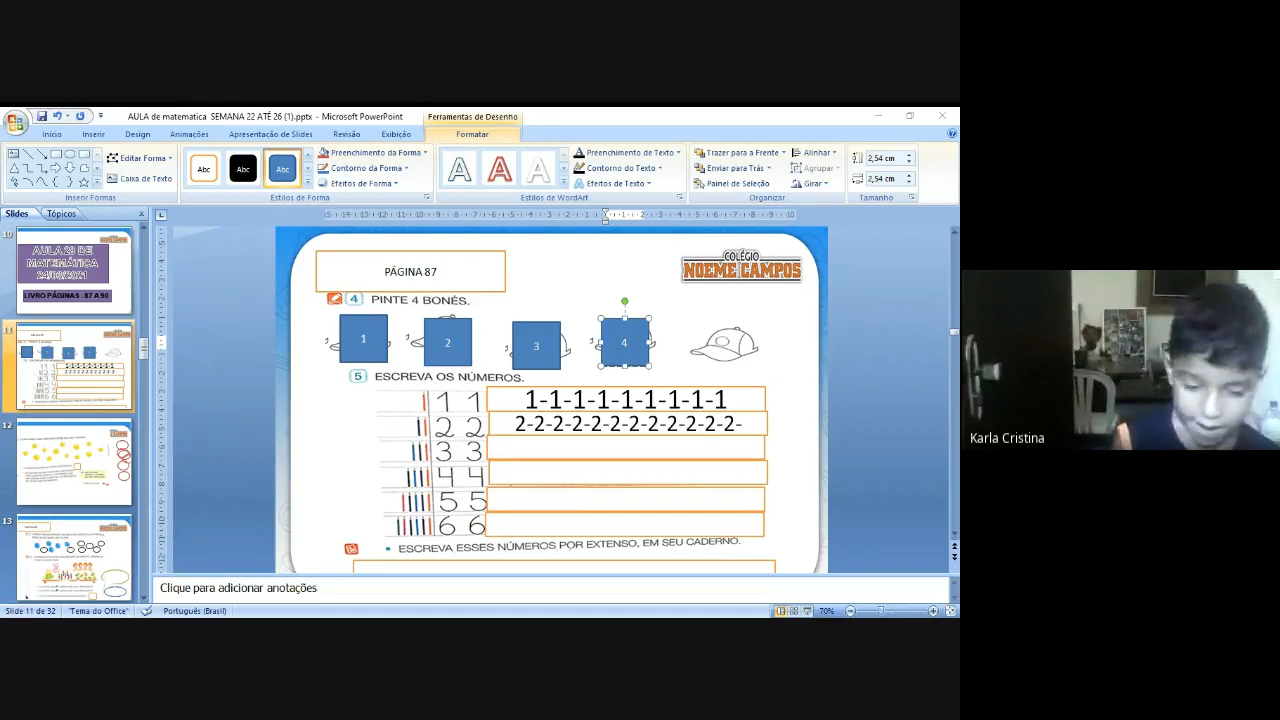 AULA de matematica SEMANA 22 ATÉ 26 (1).pptx - Microsoft PowerPoint
Ferramentas de Desenho
Início Inserir Design Animações Apresentação de Slides Revisão Exibição Formatar
Editar Forma
Caixa de Texto
Inserir Formas
Abc Abc Abc
Preenchimento da Forma
Contorno da Forma
Efeitos de Forma
Estilos de Forma
A A A
Preenchimento de Texto
Contorno do Texto
Efeitos de Texto
Estilos de WordArt
Trazer para a Frente
Enviar para Trás
Painel de Seleção
Alinhar
Agrupar
Girar
Organizar
2,54 cm
2,54 cm
Tamanho
Slides Tópicos
10
AULA 28 DE
MATEMÁTICA
LIVRO PÁGINAS : 87 A 90
11
12
13
PÁGINA 87
COLÉGIO
NOEME CAMPOS
4 PINTE 4 BONÉS.
1 2 3 4
5 ESCREVA OS NÚMEROS.
1 1 1-1-1-1-1-1-1-1-1
2 2 2-2-2-2-2-2-2-2-2-2-2-2-
3 3
4 4
5 5
6 6
• ESCREVA ESSES NÚMEROS POR EXTENSO, EM SEU CADERNO.
Clique para adicionar anotações
Slide 11 de 32 "Tema do Office" Português (Brasil) 70%
Karla Cristina